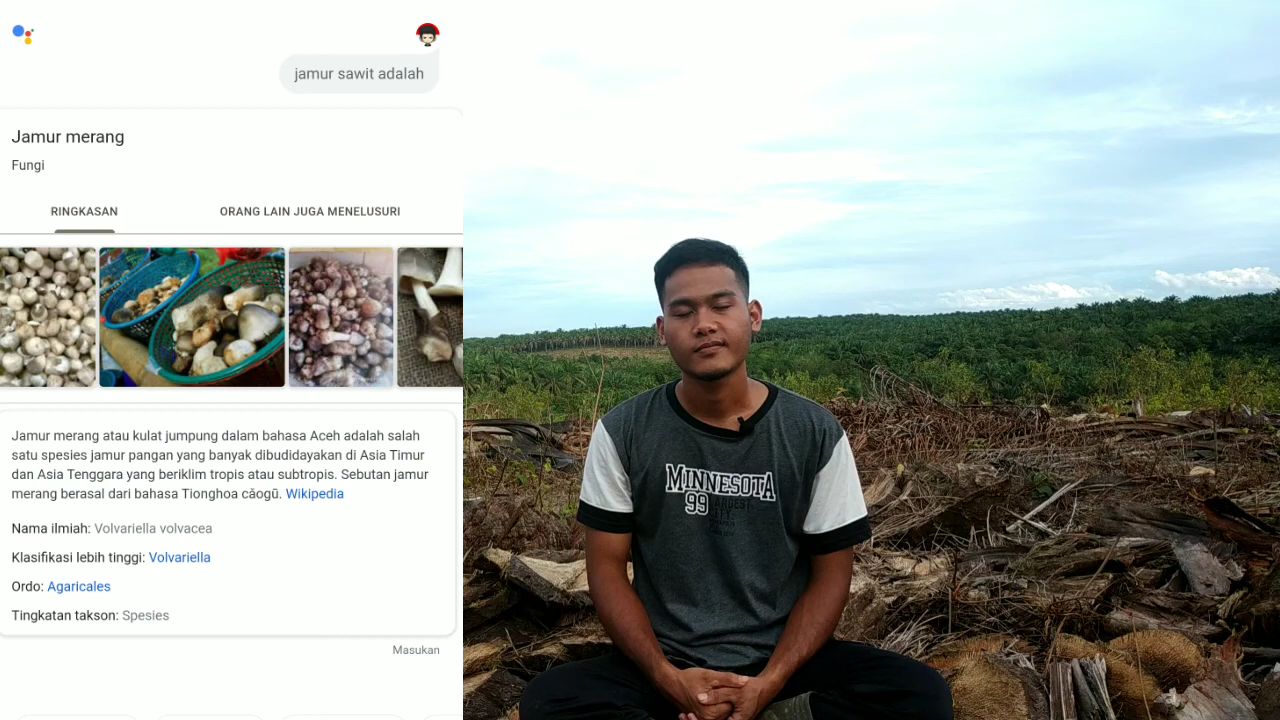 jamur sawit adalah
Jamur merang
Fungi
RINGKASAN
ORANG LAIN JUGA MENELUSURI
Jamur merang atau kulat jumpung dalam bahasa Aceh adalah salah
satu spesies jamur pangan yang banyak dibudidayakan di Asia Timur
dan Asia Tenggara yang beriklim tropis atau subtropis. Sebutan jamur
merang berasal dari bahasa Tionghoa cǎogū. Wikipedia
Nama ilmiah: Volvariella volvacea
Klasifikasi lebih tinggi: Volvariella
Ordo: Agaricales
Tingkatan takson: Spesies
Masukan
MINNESOTA
99